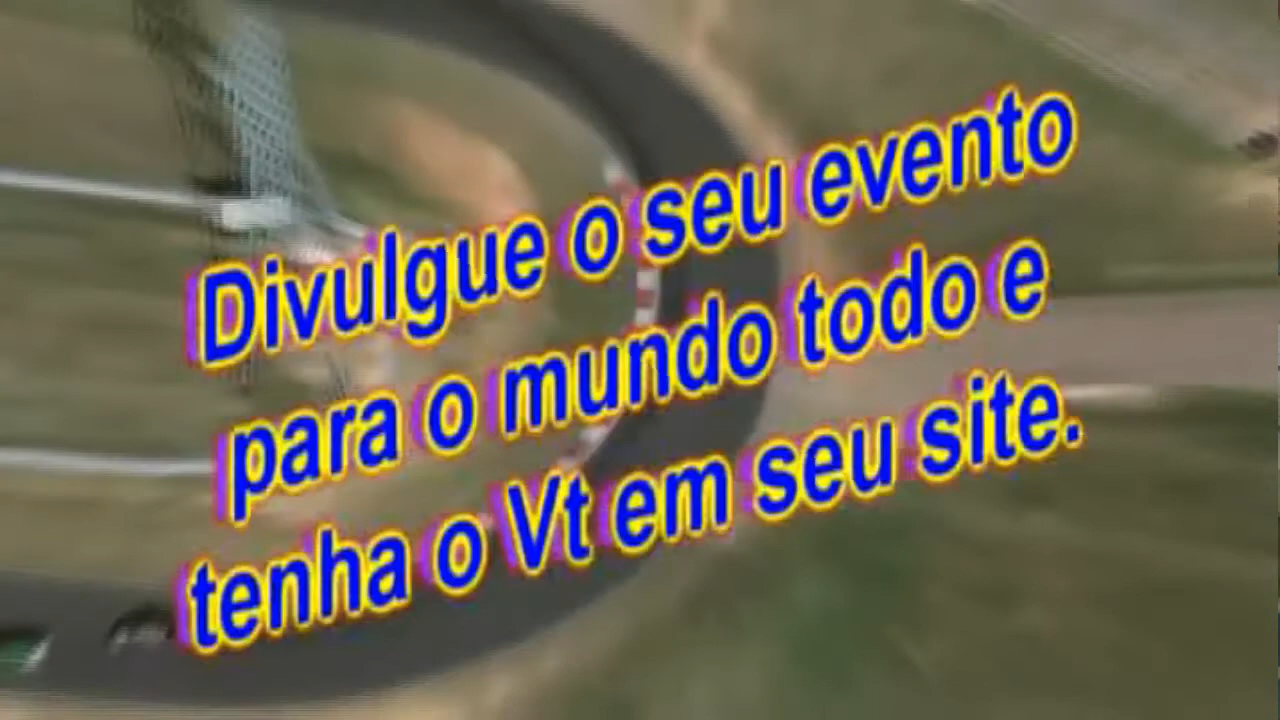 Divulgue o seu evento
para o mundo todo e
tenha o Vt em seu site.